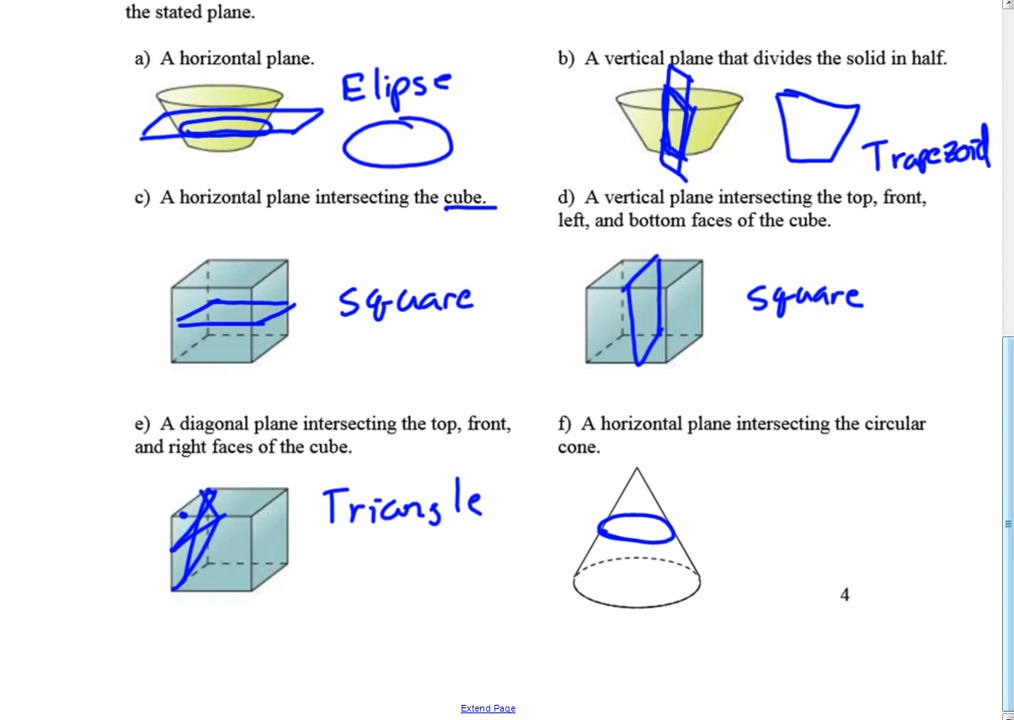 the stated plane.
a) A horizontal plane.
Elipse
b) A vertical plane that divides the solid in half.
Trapezoid
c) A horizontal plane intersecting the cube.
square
d) A vertical plane intersecting the top, front,
left, and bottom faces of the cube.
square
e) A diagonal plane intersecting the top, front,
and right faces of the cube.
Triangle
f) A horizontal plane intersecting the circular
cone.
4
Extend Page